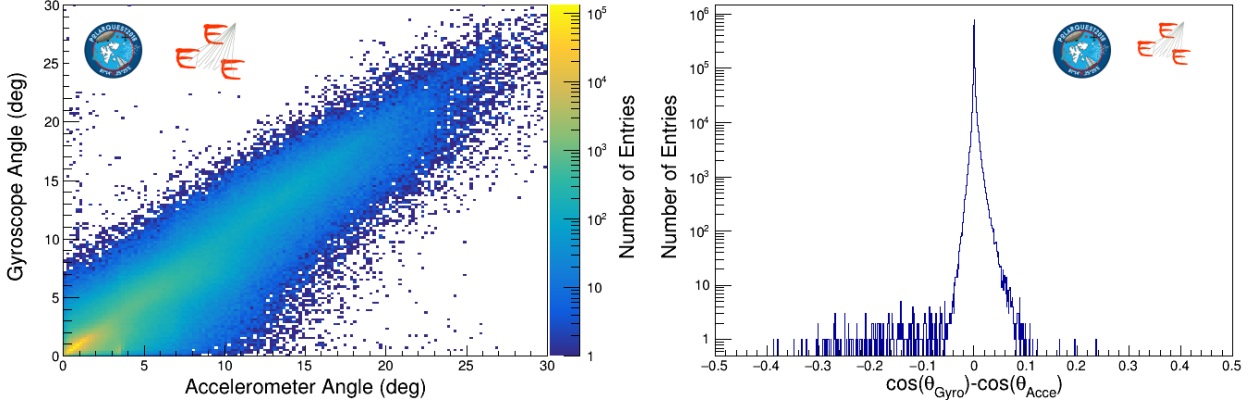 30
25
20
15
10
5
0
Gyroscope Angle (deg)
0 5 10 15 20 25 30
Accelerometer Angle (deg)
10^5
10^4
10^3
10^2
10
1
Number of Entries
POLARQUEST2018
E
E
E
10^6
10^5
10^4
10^3
10^2
10
1
Number of Entries
−0.5 −0.4 −0.3 −0.2 −0.1 0 0.1 0.2 0.3 0.4 0.5
cos(θ_Gyro)-cos(θ_Acce)
POLARQUEST2018
E
E
E